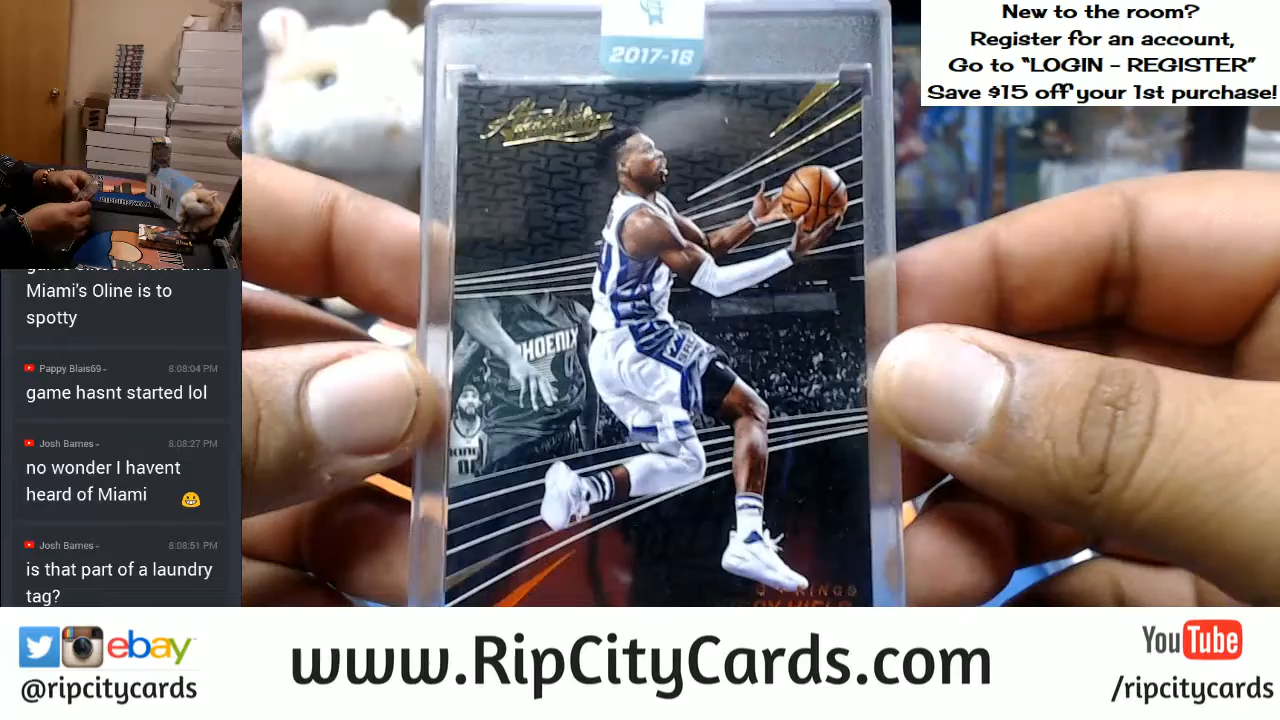 New to the room?
Register for an account,
Go to “LOGIN - REGISTER”
Save $15 off your 1st purchase!
2017-18
Absolute
PHOENIX
KINGS
Miami's Oline is to
spotty
Pappy Blais69 8:08:04 PM
game hasnt started lol
Josh Barnes 8:08:27 PM
no wonder I havent
heard of Miami
Josh Barnes 8:08:51 PM
is that part of a laundry
tag?
ebay
@ripcitycards
www.RipCityCards.com
YouTube
/ripcitycards